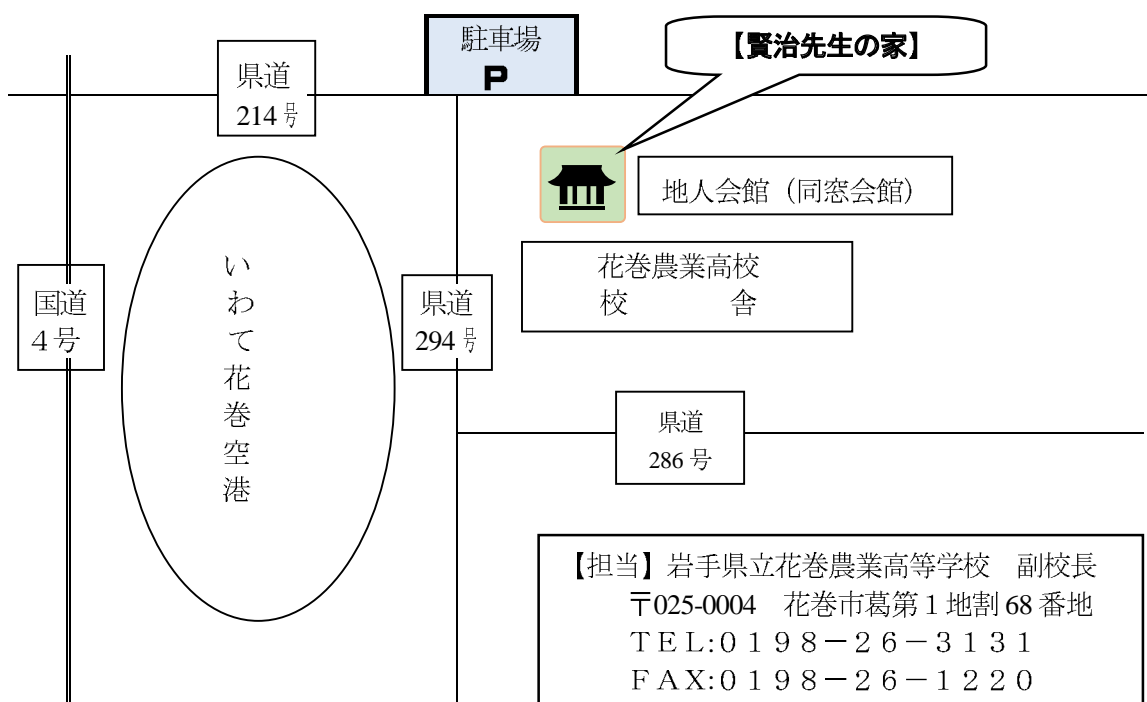 駐車場
P
【賢治先生の家】
県道
214号
地人会館（同窓会館）
花巻農業高校
校　　　舎
国道
４号
いわて花巻空港
県道
294号
県道
286号
【担当】岩手県立花巻農業高等学校　副校長
〒025-0004　花巻市葛第１地割68番地
ＴＥＬ:０１９８－２６－３１３１
ＦＡＸ:０１９８－２６－１２２０